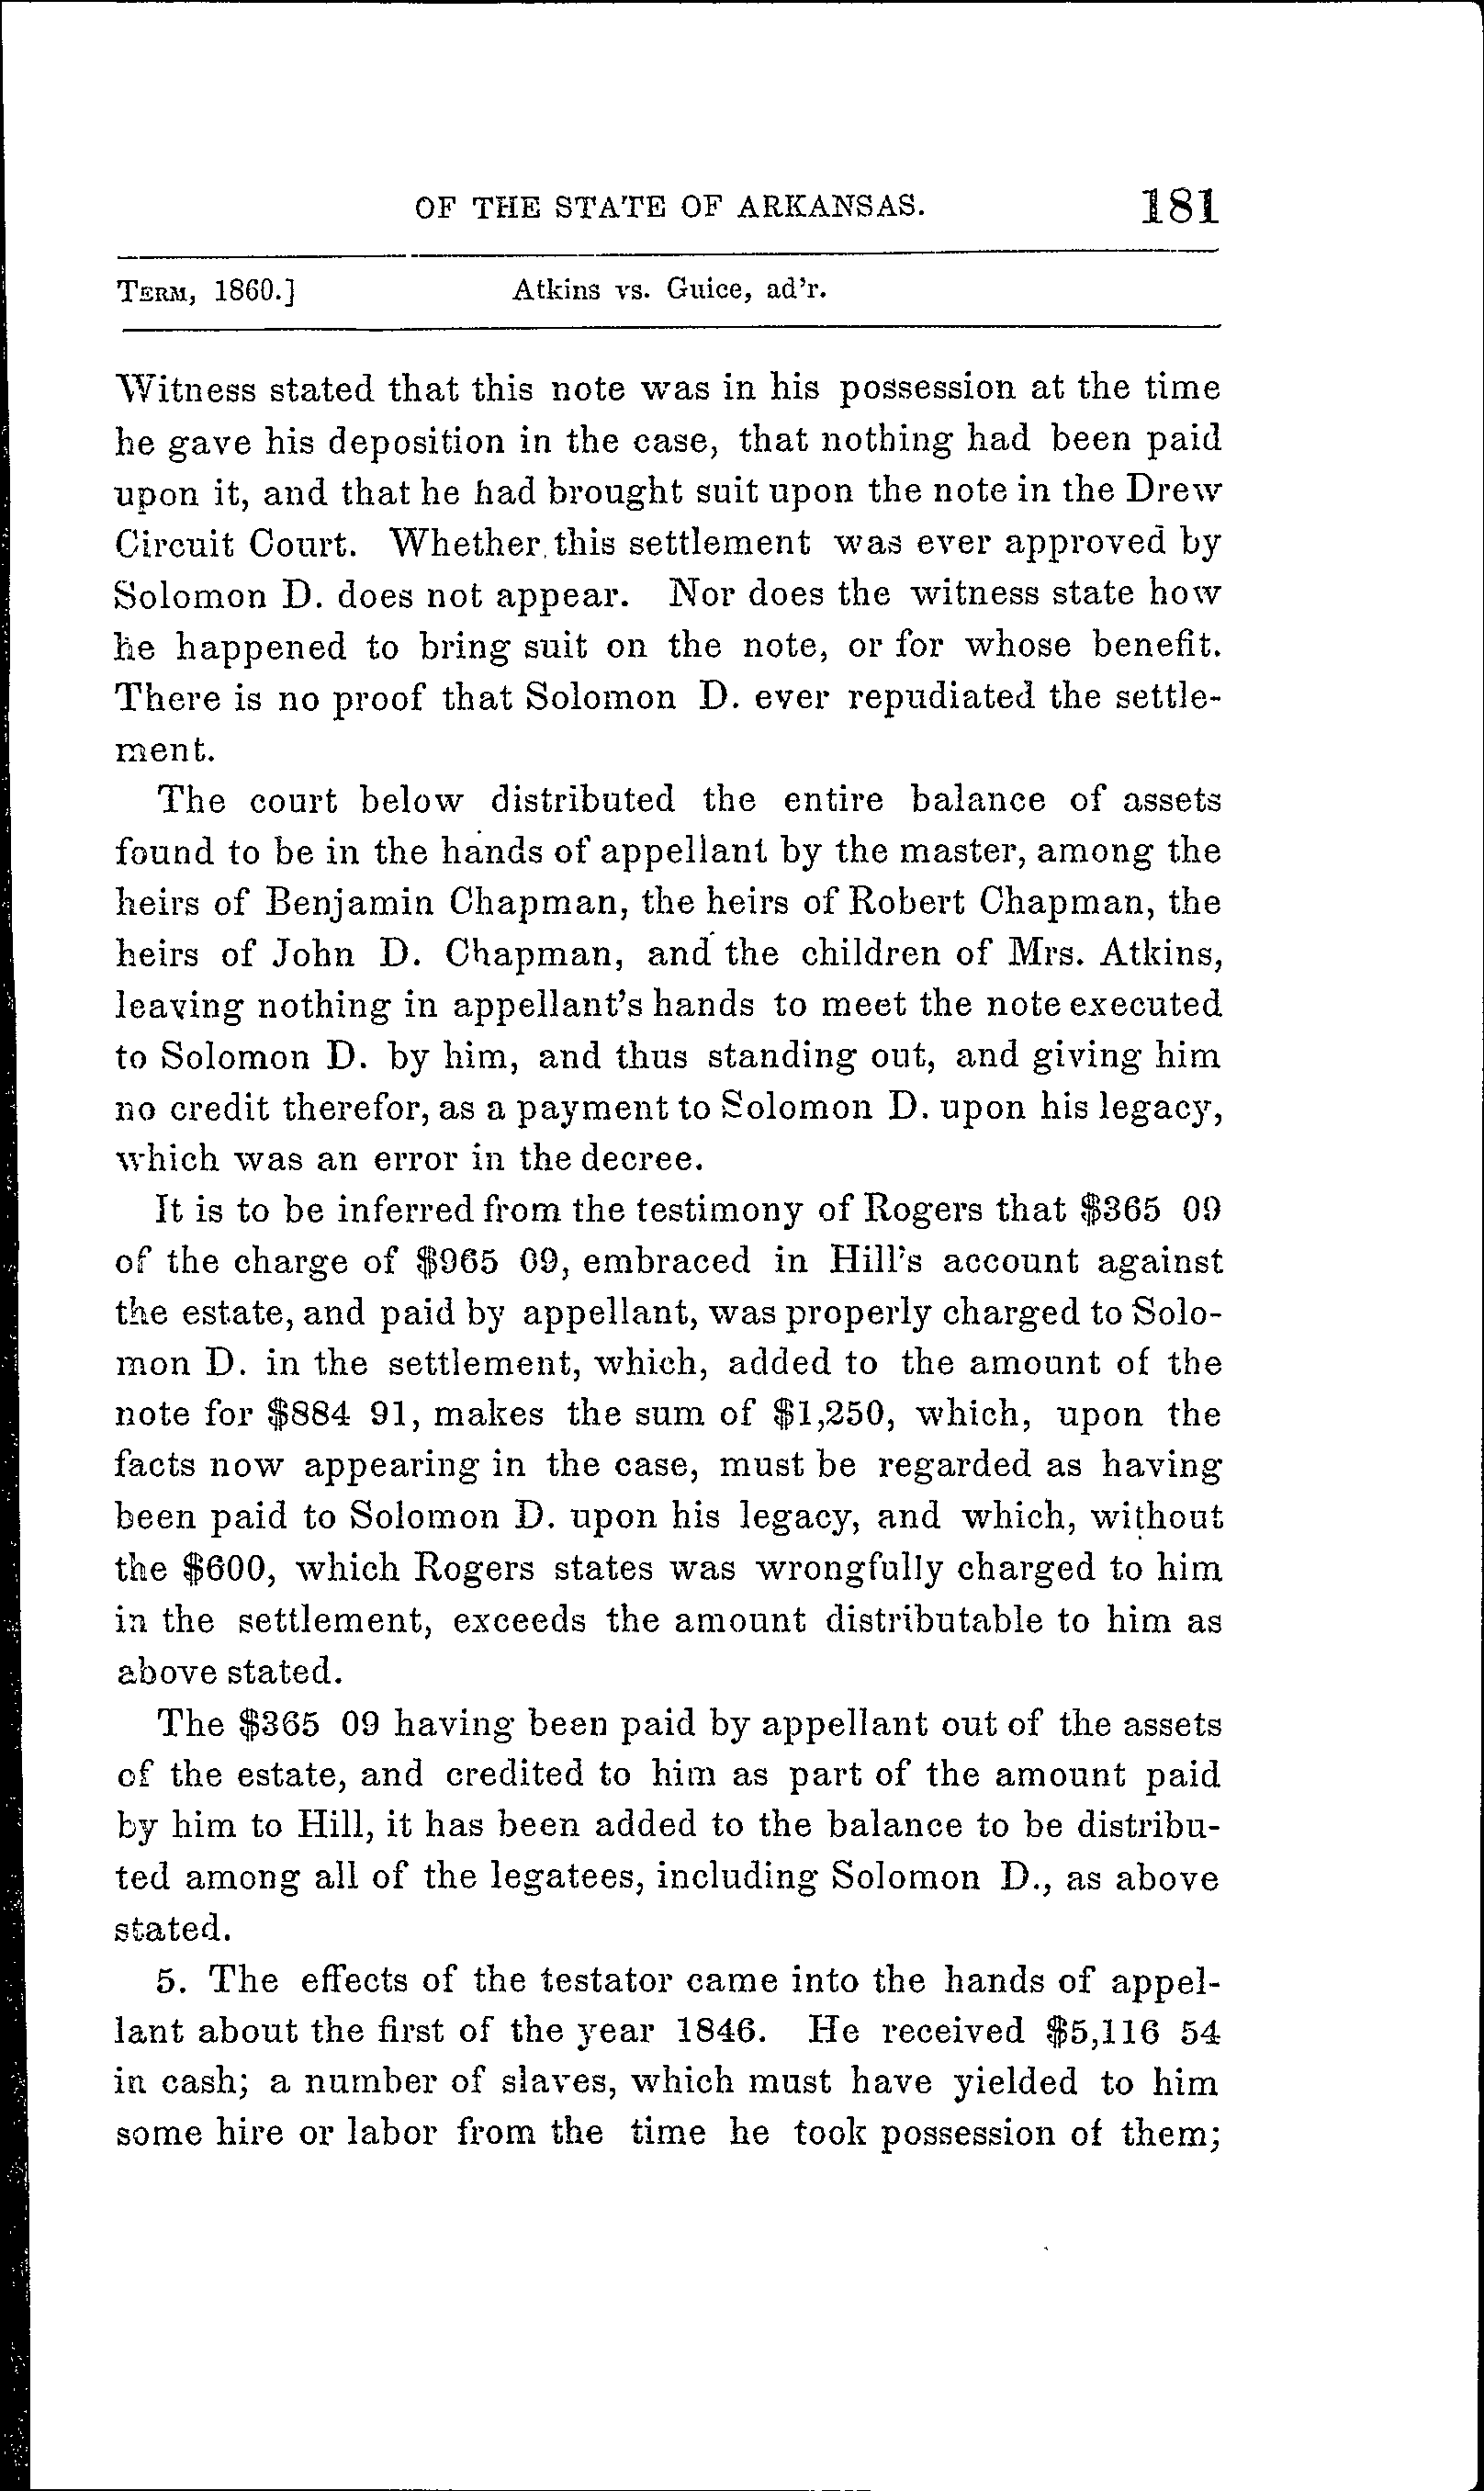 OF THE STATE OF ARKANSAS. 181
TERM, 1860.] Atkins vs. Guice, ad'r.
Witness stated that this note was in his possession at the time
he gave his deposition in the case, that nothing had been paid
upon it, and that he had brought suit upon the note in the Drew
Circuit Court. Whether this settlement was ever approved by
Solomon D. does not appear. Nor does the witness state how
he happened to bring suit on the note, or for whose benefit.
There is no proof that Solomon D. ever repudiated the settle-
ment.
The court below distributed the entire balance of assets
found to be in the hands of appellant by the master, among the
heirs of Benjamin Chapman, the heirs of Robert Chapman, the
heirs of John D. Chapman, and the children of Mrs. Atkins,
leaving nothing in appellant's hands to meet the note executed
to Solomon D. by him, and thus standing out, and giving him
no credit therefor, as a payment to Solomon D. upon his legacy,
which was an error in the decree.
It is to be inferred from the testimony of Rogers that $365 09
of the charge of $965 09, embraced in Hill's account against
the estate, and paid by appellant, was properly charged to Solo-
mon D. in the settlement, which, added to the amount of the
note for $884 91, makes the sum of $1,250, which, upon the
facts now appearing in the case, must be regarded as having
been paid to Solomon D. upon his legacy, and which, without
the $600, which Rogers states was wrongfully charged to him
in the settlement, exceeds the amount distributable to him as
above stated.
The $365 09 having been paid by appellant out of the assets
of the estate, and credited to him as part of the amount paid
by him to Hill, it has been added to the balance to be distribu-
ted among all of the legatees, including Solomon D., as above
stated.
5. The effects of the testator came into the hands of appel-
lant about the first of the year 1846. He received $5,116 54
in cash; a number of slaves, which must have yielded to him
some hire or labor from the time he took possession of them;